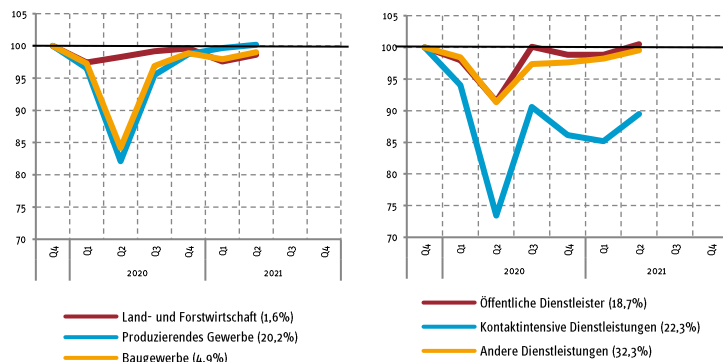 105
100
95
90
85
80
75
70
Q4 Q1 Q2 Q3 Q4 Q1 Q2 Q3 Q4
2020 2021
Land- und Forstwirtschaft (1,6%)
Produzierendes Gewerbe (20,2%)
Baugewerbe (4,9%)
105
100
95
90
85
80
75
70
Q4 Q1 Q2 Q3 Q4 Q1 Q2 Q3 Q4
2020 2021
Öffentliche Dienstleister (18,7%)
Kontaktintensive Dienstleistungen (22,3%)
Andere Dienstleistungen (32,3%)